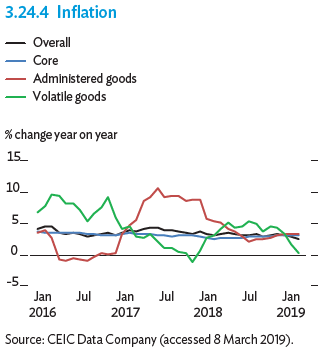 3.24.4 Inflation
Overall
Core
Administered goods
Volatile goods
% change year on year
15
10
5
0
-5
Jan Jul Jan Jul Jan Jul Jan
2016 2017 2018 2019
Source: CEIC Data Company (accessed 8 March 2019).